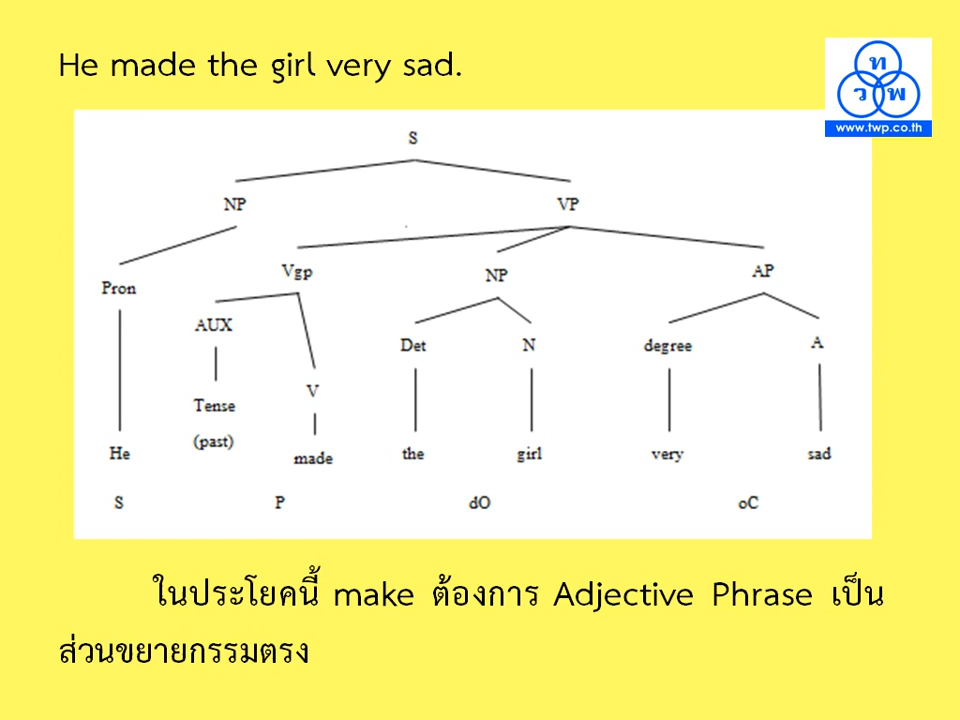 He made the girl very sad.
ท
ว พ
www.twp.co.th
S
NP VP
Vgp NP AP
Pron
AUX Det N degree A
V
Tense
(past)
He made the girl very sad
S P dO oC
ในประโยคนี้ make ต้องการ Adjective Phrase เป็น
ส่วนขยายกรรมตรง